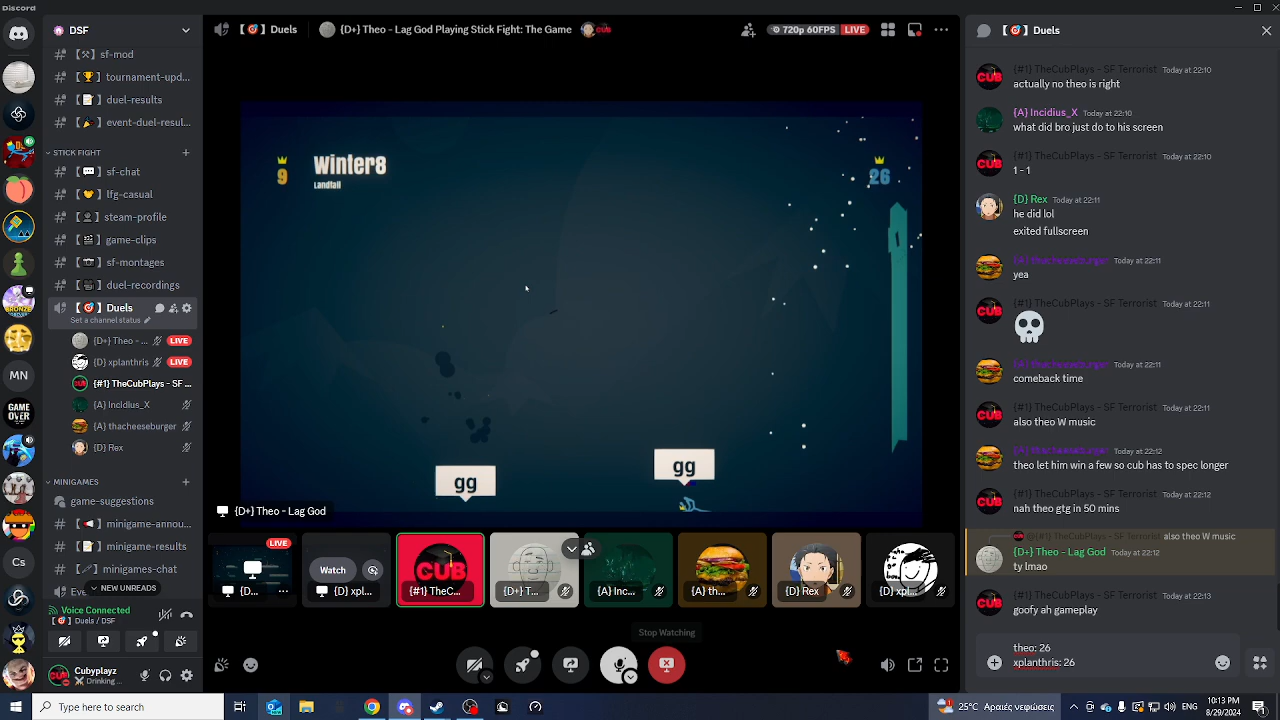 Discord
DSF
sf-mod
duel-results
event-duel-resul...
STICK FIGHT
sf-chat
lfg-casual
stump-route
sf-montages
duel-recordings
【 】 Duels
Set a channel status
{D+} Theo - ...
LIVE
{D} xplanthris
LIVE
{#1} TheCubPlays - SF ...
{A} Incidius_X
{A} thacheeseburger
{D} Rex
MINIGAMES
game-suggestions
minigame-annou...
minigame-results
minigames
NEW UNREADS
Voice Connected
Cubypgaz
Drinking ...
MN
GAME OVER
BRONZE
【 】 Duels
{D+} Theo - Lag God Playing Stick Fight: The Game
720p 60FPS
LIVE
9
Winter8
Landfall
26
gg
gg
{D+} Theo - Lag God
LIVE
{D...
Watch
{D} xpl...
CUB
{#1} TheC...
{D+} T...
{A} Inc...
{A} th...
{D} Rex
{D} xpl...
Stop Watching
【 】 Duels
{#1} TheCubPlays - SF Terrorist Today at 22:10
actually no theo is right
{A} Incidius_X Today at 22:10
what did bro just do to his screen
{#1} TheCubPlays - SF Terrorist Today at 22:10
1 - 1
{D} Rex Today at 22:11
he did lol
exited fullscreen
Today at 22:11
yea
{#1} TheCubPlays - SF Terrorist Today at 22:11
Today at 22:11
comeback time
{#1} TheCubPlays - SF Terrorist Today at 22:11
also theo W music
Today at 22:12
theo let him win a few so cub has to spec longer
{#1} TheCubPlays - SF Terrorist Today at 22:12
nah theo gtg in 50 mins
@{#1} TheCubPlays - SF Terrorist also theo W music
{D+} Theo - Lag God Today at 22:12
ty lmao
{#1} TheCubPlays - SF Terrorist Today at 22:13
goofy ah gameplay
theo: 26
xplanthris: 26
Type here to search
10:13 PM
8/29/2024